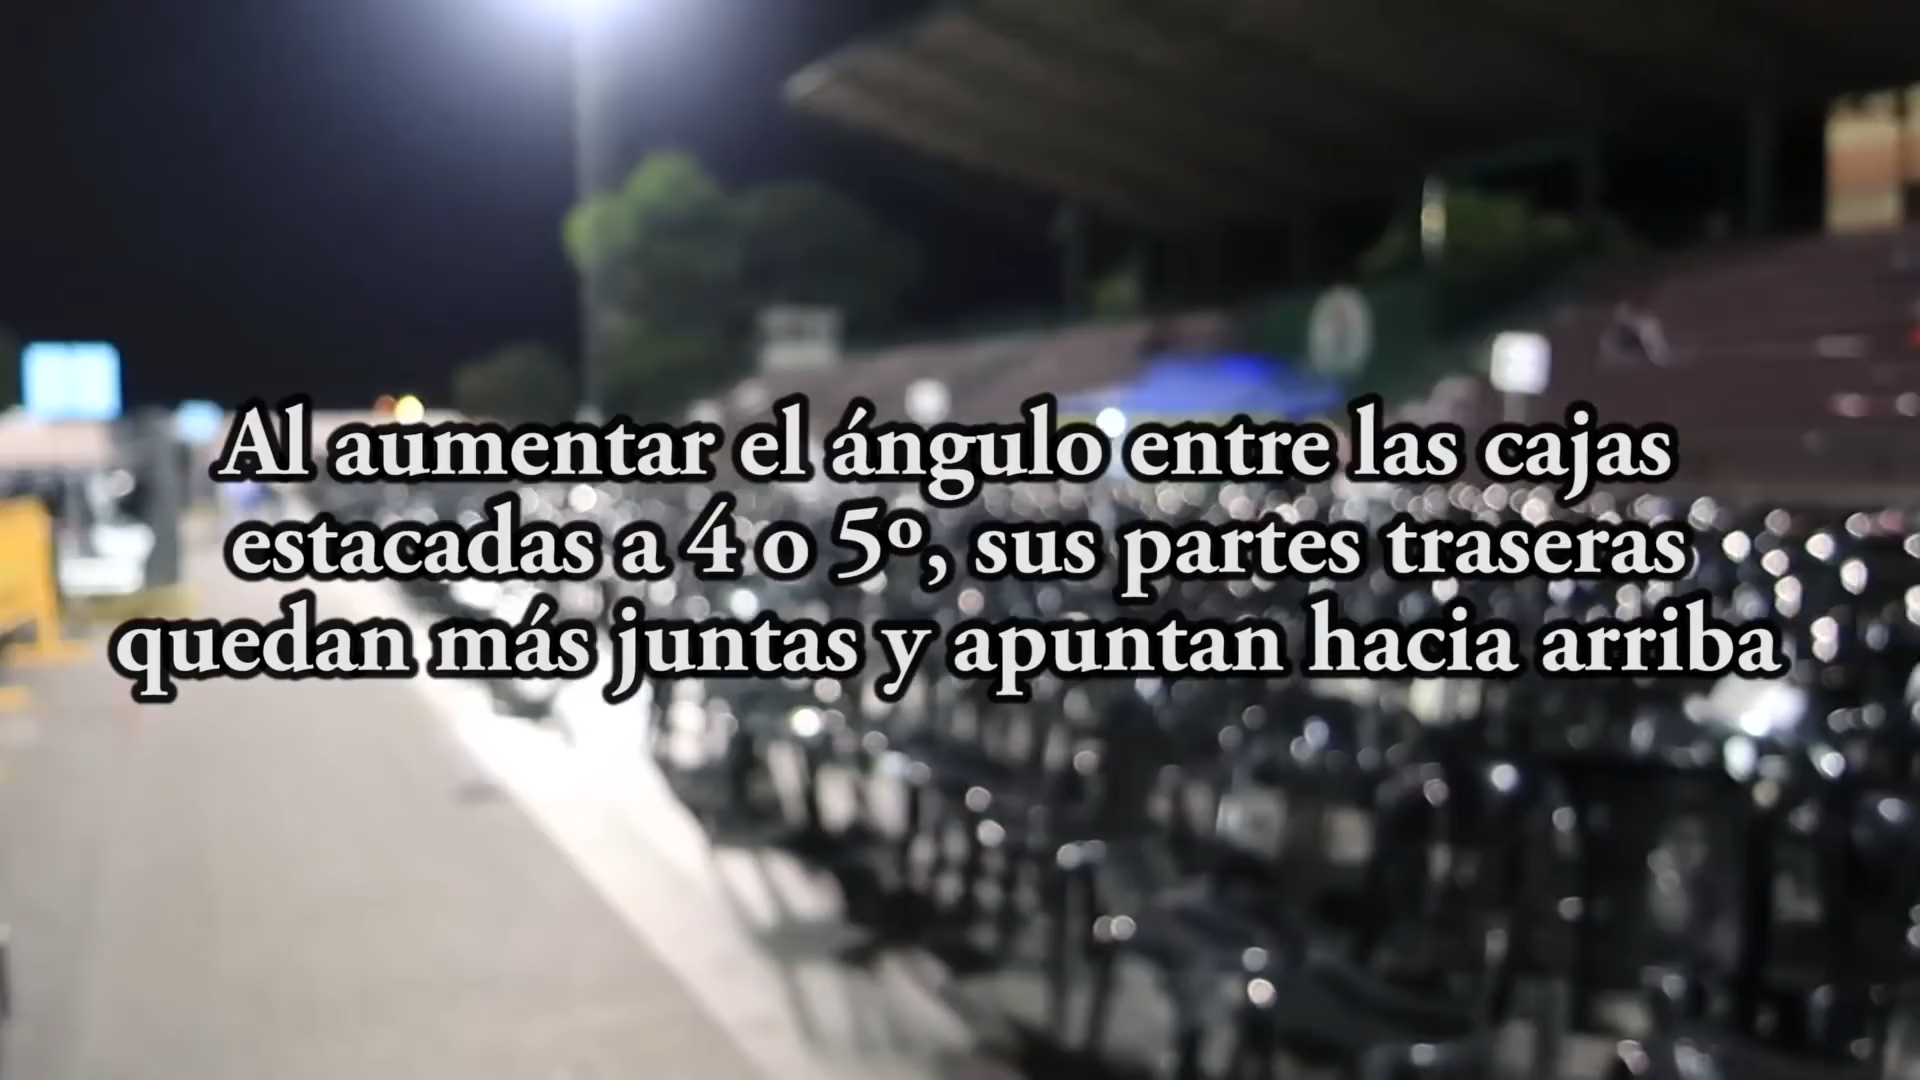 Al aumentar el ángulo entre las cajas
estacadas a 4 o 5º, sus partes traseras
quedan más juntas y apuntan hacia arriba